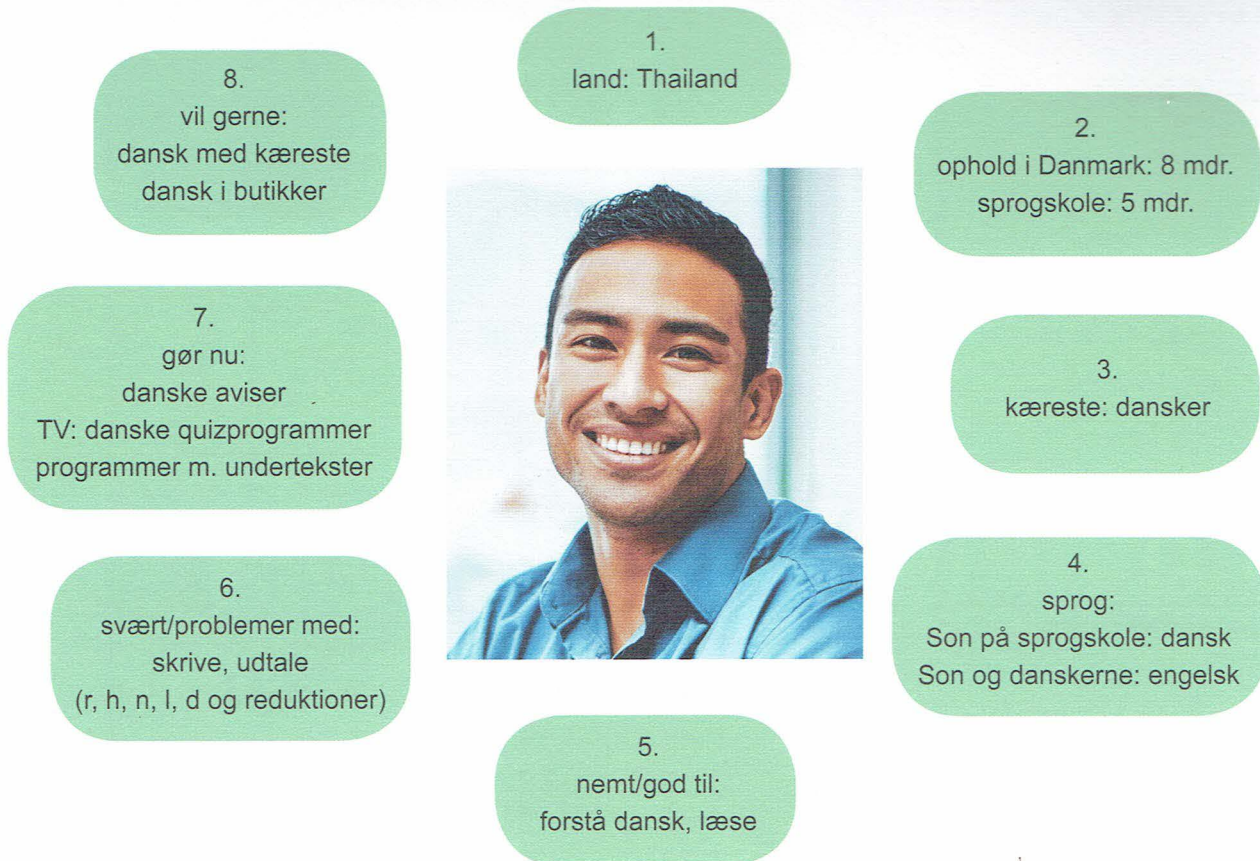 1.
land: Thailand
2.
ophold i Danmark: 8 mdr.
sprogskole: 5 mdr.
3.
kæreste: dansker
4.
sprog:
Son på sprogskole: dansk
Son og danskerne: engelsk
5.
nemt/god til:
forstå dansk, læse
6.
svært/problemer med:
skrive, udtale
(r, h, n, l, d og reduktioner)
7.
gør nu:
danske aviser
TV: danske quizprogrammer
programmer m. undertekster
8.
vil gerne:
dansk med kæreste
dansk i butikker